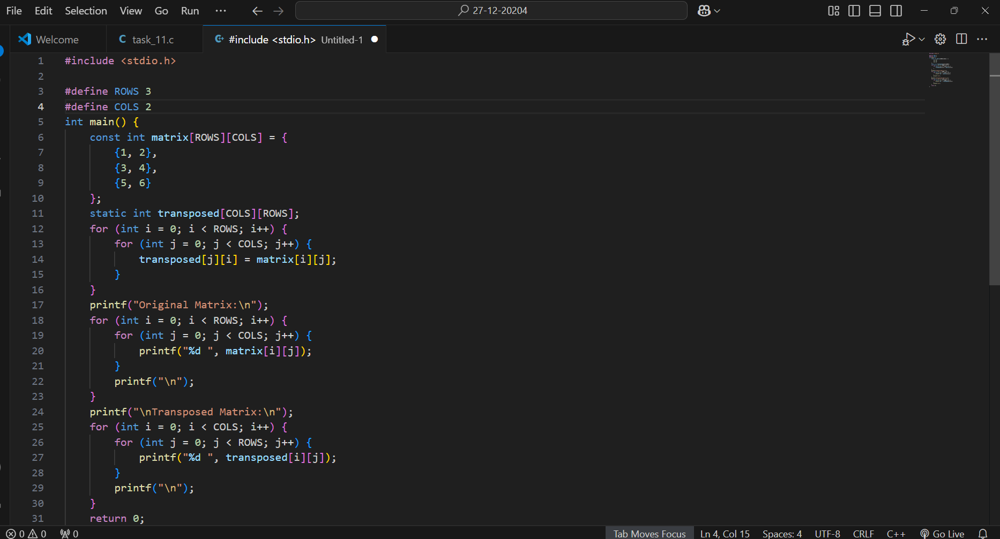 File Edit Selection View Go Run ··· ← → 27-12-20204
Welcome C task_11.c #include <stdio.h> Untitled-1 ●
1 #include <stdio.h>
2
3 #define ROWS 3
4 #define COLS 2
5 int main() {
6     const int matrix[ROWS][COLS] = {
7         {1, 2},
8         {3, 4},
9         {5, 6}
10     };
11     static int transposed[COLS][ROWS];
12     for (int i = 0; i < ROWS; i++) {
13         for (int j = 0; j < COLS; j++) {
14             transposed[j][i] = matrix[i][j];
15         }
16     }
17     printf("Original Matrix:\n");
18     for (int i = 0; i < ROWS; i++) {
19         for (int j = 0; j < COLS; j++) {
20             printf("%d ", matrix[i][j]);
21         }
22         printf("\n");
23     }
24     printf("\nTransposed Matrix:\n");
25     for (int i = 0; i < COLS; i++) {
26         for (int j = 0; j < ROWS; j++) {
27             printf("%d ", transposed[i][j]);
28         }
29         printf("\n");
30     }
31     return 0;
0 0 0 Tab Moves Focus Ln 4, Col 15 Spaces: 4 UTF-8 CRLF C++ Go Live